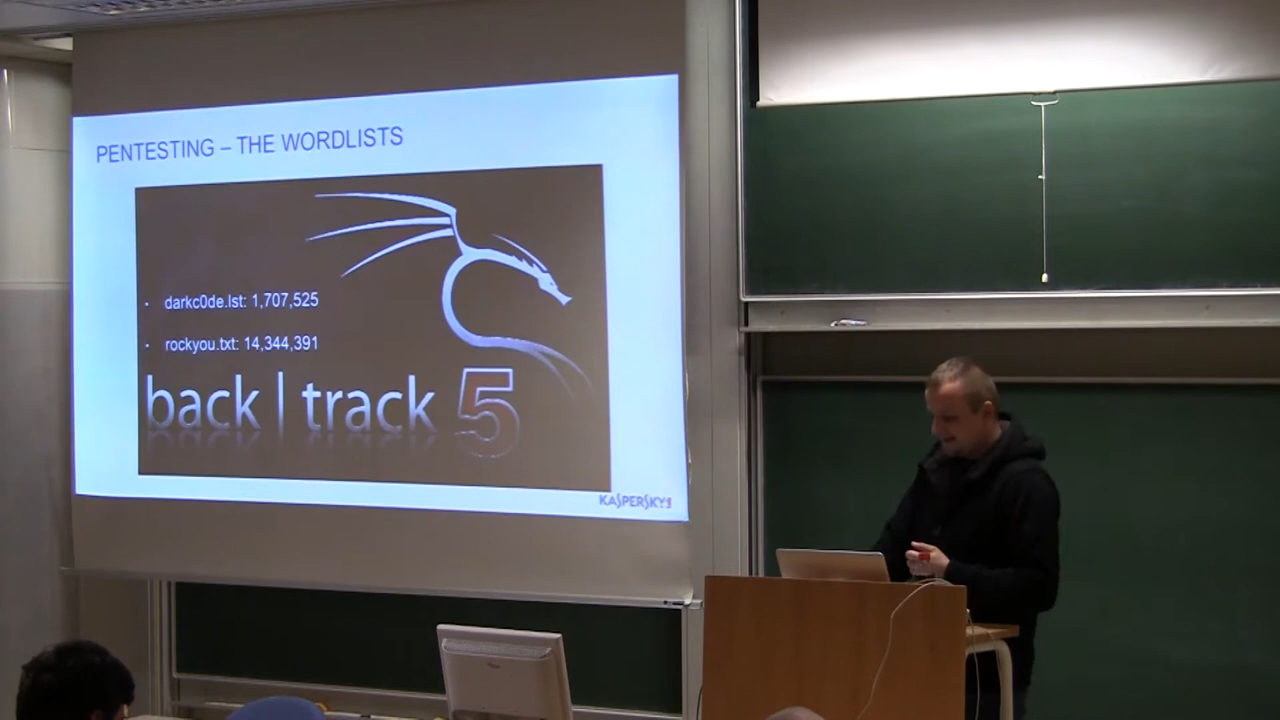 PENTESTING – THE WORDLISTS
• darkc0de.lst: 1,707,525
• rockyou.txt: 14,344,391
back | track 5
KASPERSKY